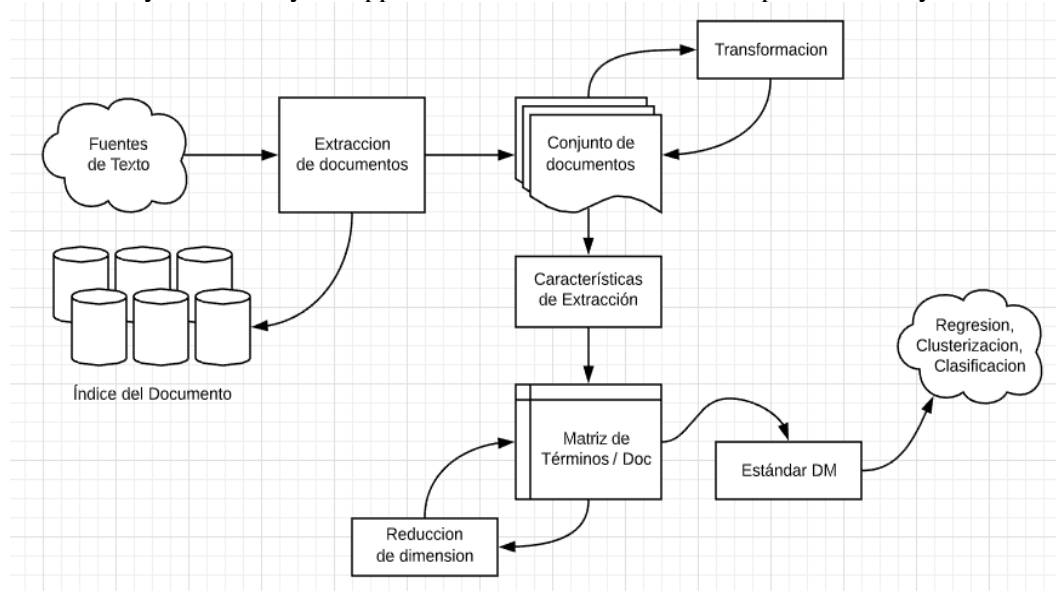 Transformacion
Fuentes
de Texto
Extraccion
de documentos
Conjunto de
documentos
Características
de Extracción
Índice del Documento
Regresion,
Clusterizacion,
Clasificacion
Matriz de
Términos / Doc
Estándar DM
Reduccion
de dimension